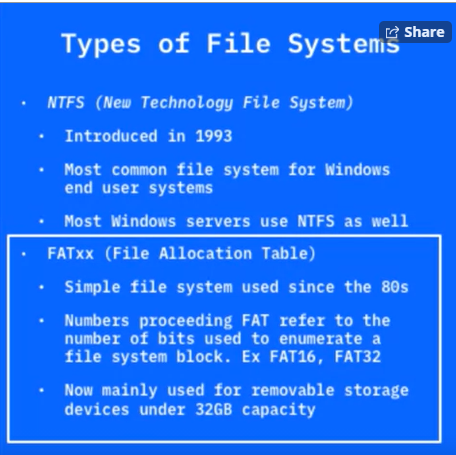 Share
Types of File Systems
· NTFS (New Technology File System)
· Introduced in 1993
· Most common file system for Windows
end user systems
· Most Windows servers use NTFS as well
· FATxx (File Allocation Table)
· Simple file system used since the 80s
· Numbers proceeding FAT refer to the
number of bits used to enumerate a
file system block. Ex FAT16, FAT32
· Now mainly used for removable storage
devices under 32GB capacity